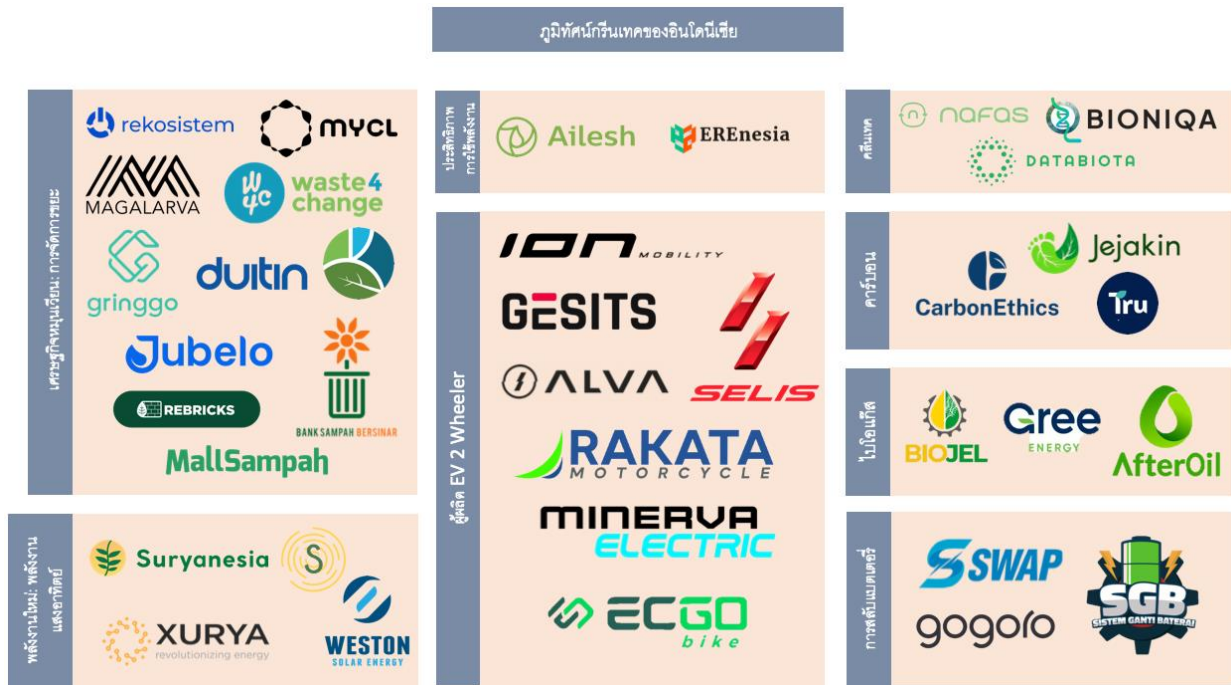 ภูมิทัศน์กรีนเทคของอินโดนีเซีย
เศรษฐกิจหมุนเวียน: การจัดการขยะ
rekosistem
MYCL
MAGALARVA
W4C
waste4
change
gringgo
duitin
Jubelo
REBRICKS
BANK SAMPAH BERSINAR
MallSampah
พลังงานใหม่: พลังงาน
แสงอาทิตย์
Suryanesia
S
XURYA
revolutionizing energy
WESTON
SOLAR ENERGY
ประสิทธิภาพ
การใช้พลังงาน
Ailesh
EREnesia
ผู้ผลิต EV 2 Wheeler
ION MOBILITY
GESITS
ALVA
SELIS
RAKATA
MOTORCYCLE
MINERVA
ELECTRIC
ECGO
bike
คลีนเทค
n
nafas
BIONIQA
DATABIOTA
คาร์บอน
Jejakin
CarbonEthics
Tru
ไบโอแก๊ส
BIOJEL
Gree
ENERGY
AfterOil
การสลับแบตเตอรี่
SWAP
gogoro
SGB
SISTEM GANTI BATERAI